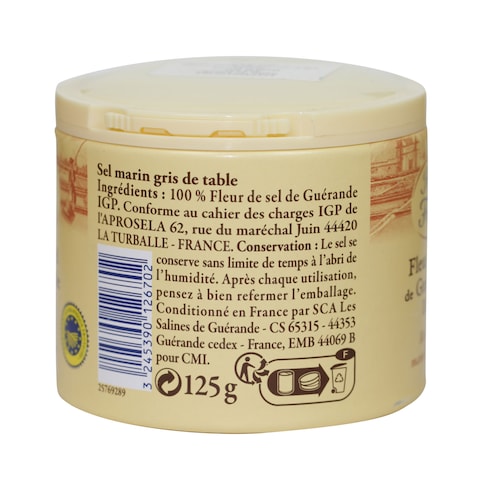 Sel marin gris de table
Ingrédients : 100 % Fleur de sel de Guérande
IGP. Conforme au cahier des charges IGP de
l'APROSELA 62, rue du maréchal Juin 44420
LA TURBALLE - FRANCE. Conservation : Le sel se
conserve sans limite de temps à l'abri de
l'humidité. Après chaque utilisation,
pensez à bien refermer l'emballage.
Conditionné en France par SCA Les
Salines de Guérande - CS 65315 - 44353
Guérande cedex - France, EMB 44069 B
pour CMI.
3 245390 126702
125g
F
25769289
Fleu
de G